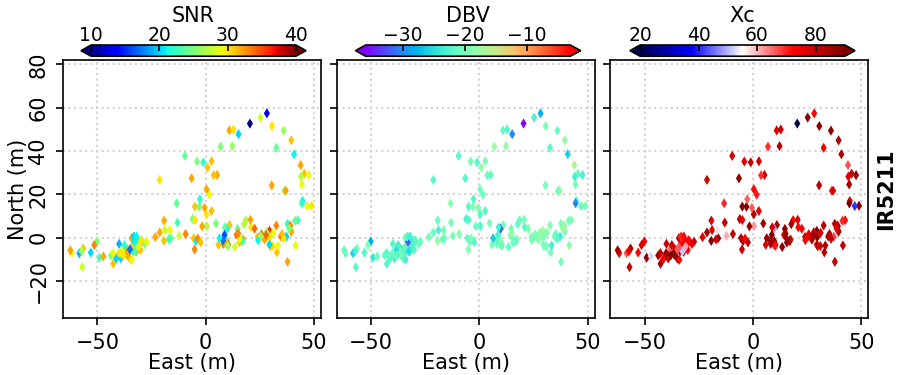 SNR DBV Xc
10 20 30 40 −30 −20 −10 20 40 60 80
80
60
40
20
0
−20
North (m)
IR5211
−50 0 50 −50 0 50 −50 0 50
East (m) East (m) East (m)